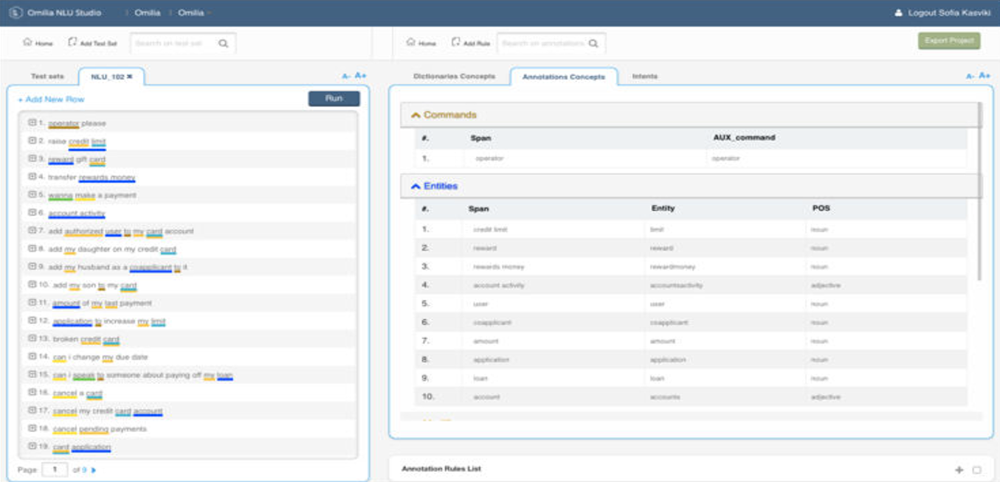 Omilia NLU Studio | Omilia | Omilia
Logout Sofia Kasviki
Home Add Test Set Search on test set
Test sets NLU_102 ✖ A- A+
+ Add New Row Run
1. operator please
2. raise credit limit
3. reward gift card
4. transfer rewards money
5. wanna make a payment
6. account activity
7. add authorized user to my card account
8. add my daughter on my credit card
9. add my husband as a coapplicant to it
10. add my son to my card
11. amount of my last payment
12. application to increase my limit
13. broken credit card
14. can i change my due date
15. can i speak to someone about paying off my loan
16. cancel a card
17. cancel my credit card account
18. cancel pending payments
19. card application
Page 1 of 9
Home Add Rule Search on annotations
Export Project
Dictionaries Concepts Annotations Concepts Intents A- A+
Commands
#. Span AUX_command
1. operator operator
Entities
#. Span Entity POS
1. credit limit limit noun
2. reward reward noun
3. rewards money rewardmoney noun
4. account activity accountsactivity adjective
5. user user noun
6. coapplicant coapplicant noun
7. amount amount noun
8. application application noun
9. loan loan noun
10. account accounts adjective
Annotation Rules List